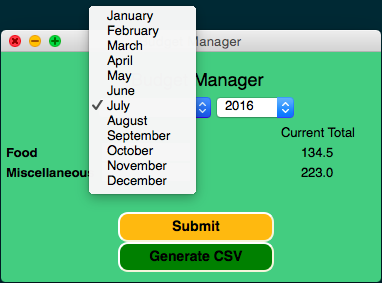 January
February
March
April
May
June
✓ July
August
September
October
November
December
Manager
Manager
2016
Current Total
Food 134.5
Miscellaneous 223.0
Submit
Generate CSV